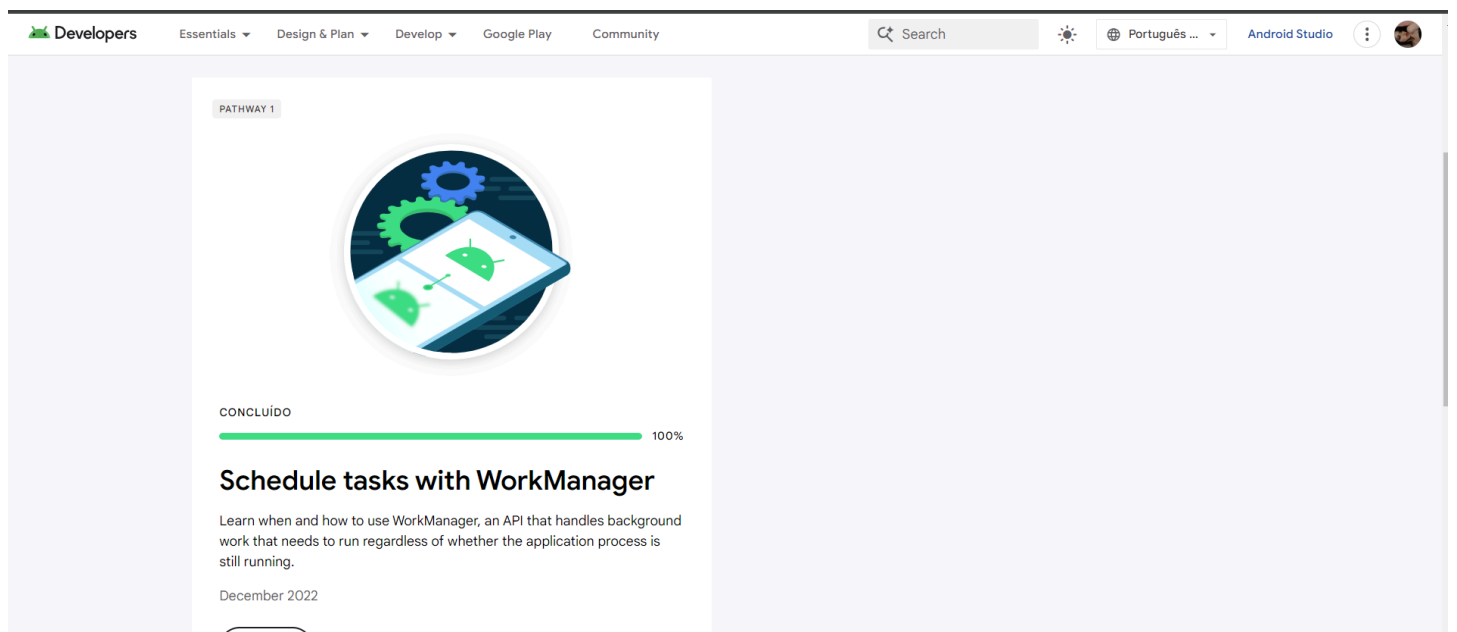 Developers Essentials Design & Plan Develop Google Play Community Search Português ... Android Studio
PATHWAY 1
CONCLUÍDO
100%
Schedule tasks with WorkManager
Learn when and how to use WorkManager, an API that handles background
work that needs to run regardless of whether the application process is
still running.
December 2022